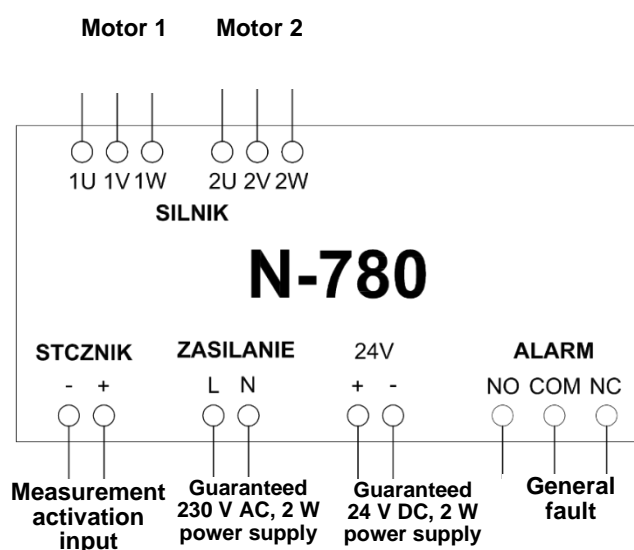 Motor 1 Motor 2
1U 1V 1W 2U 2V 2W
SILNIK
N-780
STCZNIK ZASILANIE 24V ALARM
- + L N + - NO COM NC
Measurement
activation
input
Guaranteed
230 V AC, 2 W
power supply
Guaranteed
24 V DC, 2 W
power supply
General
fault